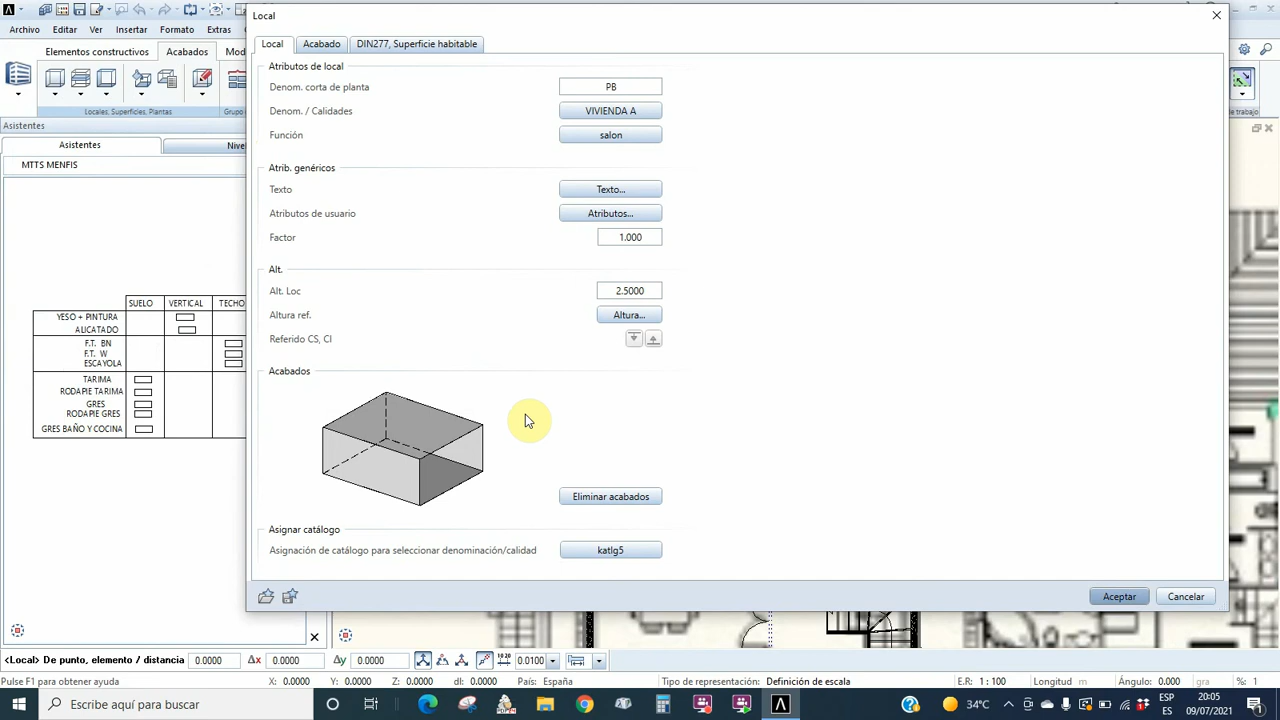 Local
Archivo Editar Ver Insertar Formato Extras
Local Acabado DIN277, Superficie habitable
Elementos constructivos Acabados
Atributos de local
Denom. corta de planta PB
Denom. / Calidades VIVIENDA A
Función salon
Locales, Superficies, Plantas
Asistentes
Asistentes
MTTS MENFIS
Atrib. genéricos
Texto Texto...
Atributos de usuario Atributos...
Factor 1.000
Alt.
Alt. Loc 2.5000
Altura ref. Altura...
Referido CS, CI
SUELO VERTICAL TECHO
YESO + PINTURA
ALICATADO
F.T. BN
F.T. W
ESCAYOLA
TARIMA
RODAPIE TARIMA
GRES
RODAPIE GRES
GRES BAÑO Y COCINA
Acabados
Eliminar acabados
Asignar catálogo
Asignación de catálogo para seleccionar denominación/calidad katlg5
Aceptar Cancelar
<Local> De punto, elemento / distancia 0.0000 Δx 0.0000 Δy 0.0000 0.0100
Pulse F1 para obtener ayuda X: 0.0000 Y: 0.0000 Z: 0.0000 dl: 0.0000 País: España Tipo de representación: Definición de escala E.R: 1 : 100 Longitud m Ángulo: 0.000 gra %: 1
Escribe aquí para buscar
34°C
ESP
ES
20:05
09/07/2021